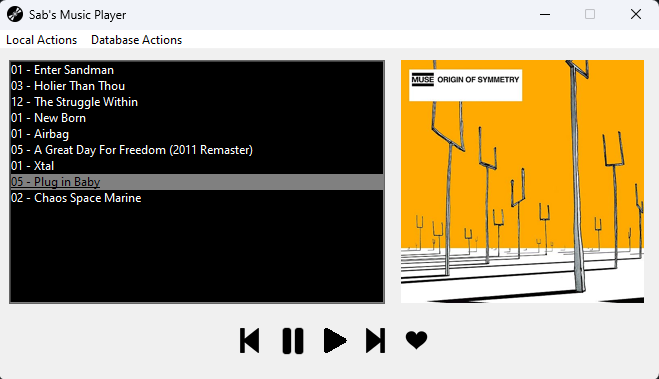 Sab's Music Player
Local Actions Database Actions
01 - Enter Sandman
03 - Holier Than Thou
12 - The Struggle Within
01 - New Born
01 - Airbag
05 - A Great Day For Freedom (2011 Remaster)
01 - Xtal
05 - Plug in Baby
02 - Chaos Space Marine
MUSE ORIGIN OF SYMMETRY